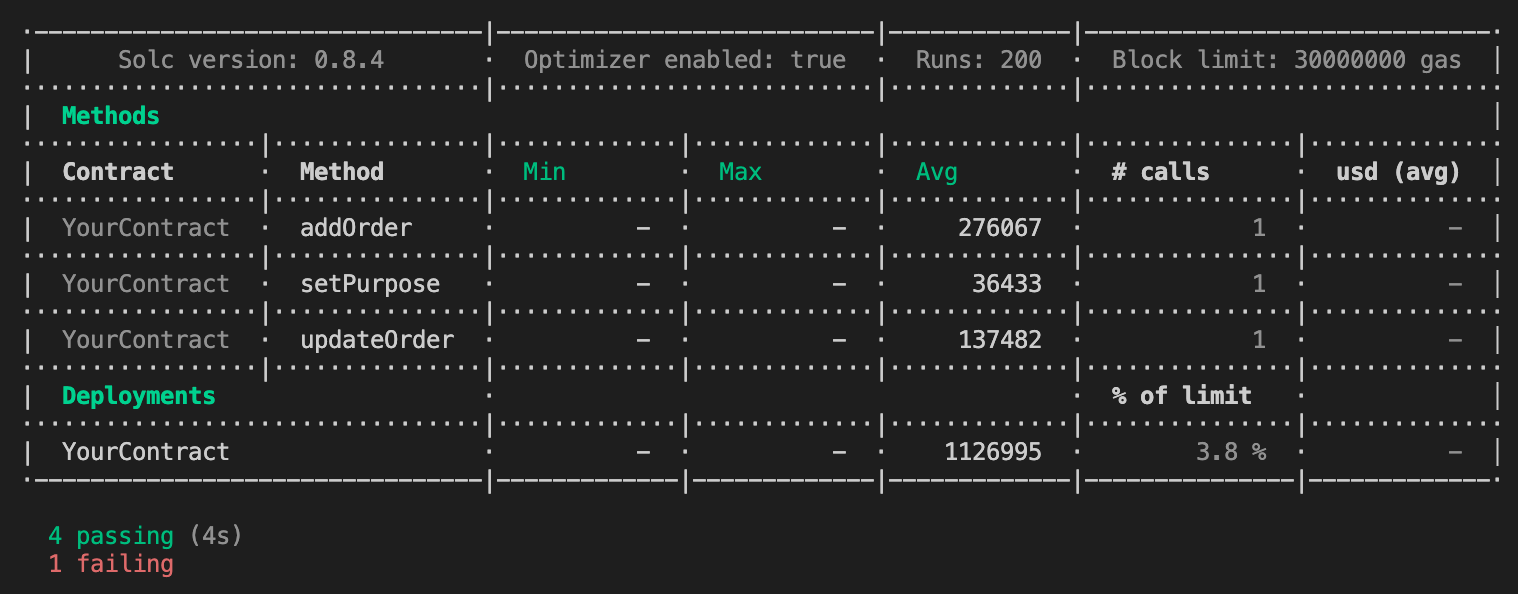 Solc version: 0.8.4 · Optimizer enabled: true · Runs: 200 · Block limit: 30000000 gas
Methods
Contract · Method · Min · Max · Avg · # calls · usd (avg)
YourContract · addOrder · - · - · 276067 · 1 · -
YourContract · setPurpose · - · - · 36433 · 1 · -
YourContract · updateOrder · - · - · 137482 · 1 · -
Deployments · · % of limit ·
YourContract · - · - · 1126995 · 3.8 % · -
4 passing (4s)
1 failing